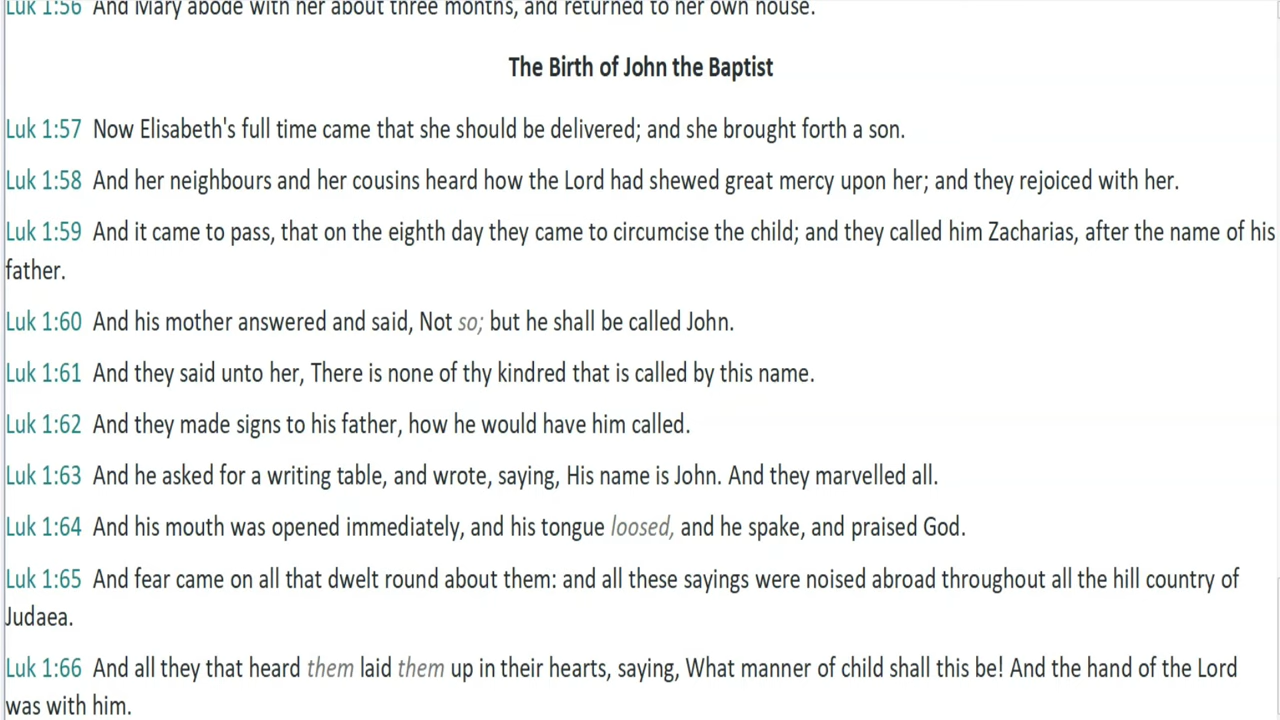 Luk 1:56 And Mary abode with her about three months, and returned to her own house.
The Birth of John the Baptist
Luk 1:57 Now Elisabeth's full time came that she should be delivered; and she brought forth a son.
Luk 1:58 And her neighbours and her cousins heard how the Lord had shewed great mercy upon her; and they rejoiced with her.
Luk 1:59 And it came to pass, that on the eighth day they came to circumcise the child; and they called him Zacharias, after the name of his
father.
Luk 1:60 And his mother answered and said, Not so; but he shall be called John.
Luk 1:61 And they said unto her, There is none of thy kindred that is called by this name.
Luk 1:62 And they made signs to his father, how he would have him called.
Luk 1:63 And he asked for a writing table, and wrote, saying, His name is John. And they marvelled all.
Luk 1:64 And his mouth was opened immediately, and his tongue loosed, and he spake, and praised God.
Luk 1:65 And fear came on all that dwelt round about them: and all these sayings were noised abroad throughout all the hill country of
Judaea.
Luk 1:66 And all they that heard them laid them up in their hearts, saying, What manner of child shall this be! And the hand of the Lord
was with him.